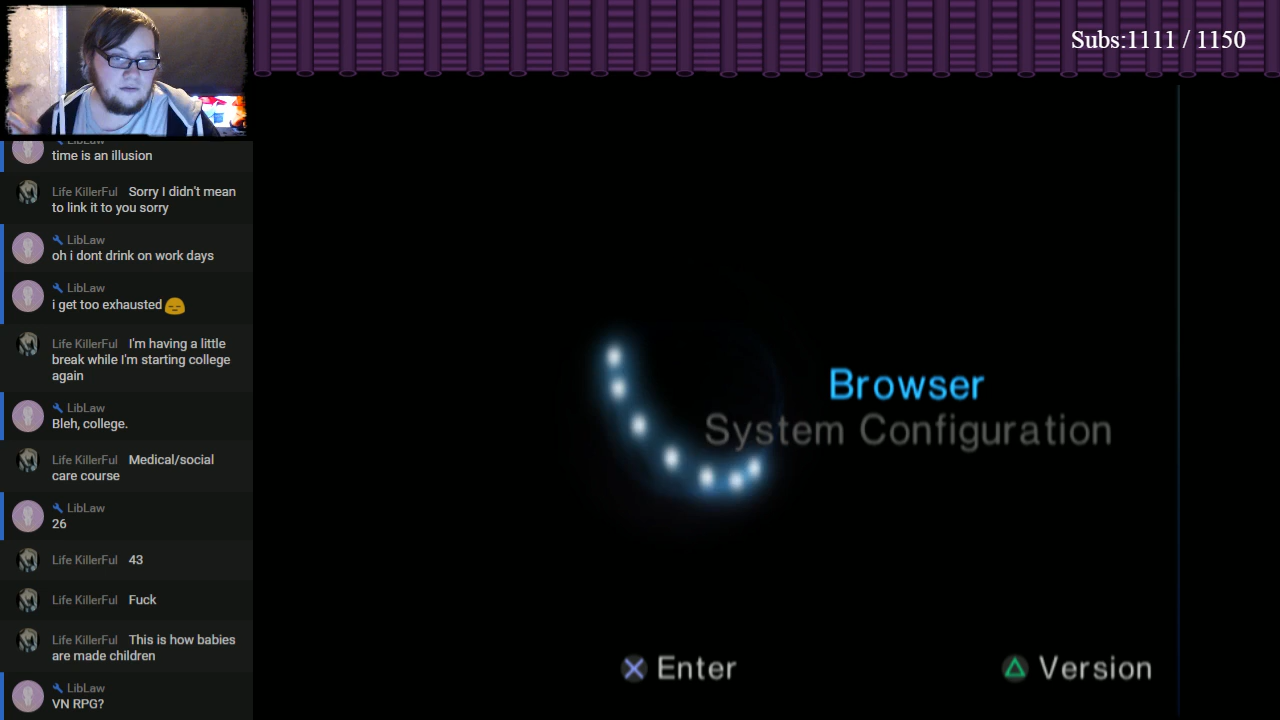 Subs:1111 / 1150
LibLaw
time is an illusion
Life KillerFul Sorry I didn't mean
to link it to you sorry
LibLaw
oh i dont drink on work days
LibLaw
i get too exhausted
Life KillerFul I'm having a little
break while I'm starting college
again
LibLaw
Bleh, college.
Life KillerFul Medical/social
care course
LibLaw
26
Life KillerFul 43
Life KillerFul Fuck
Life KillerFul This is how babies
are made children
LibLaw
VN RPG?
Browser
System Configuration
Enter
Version